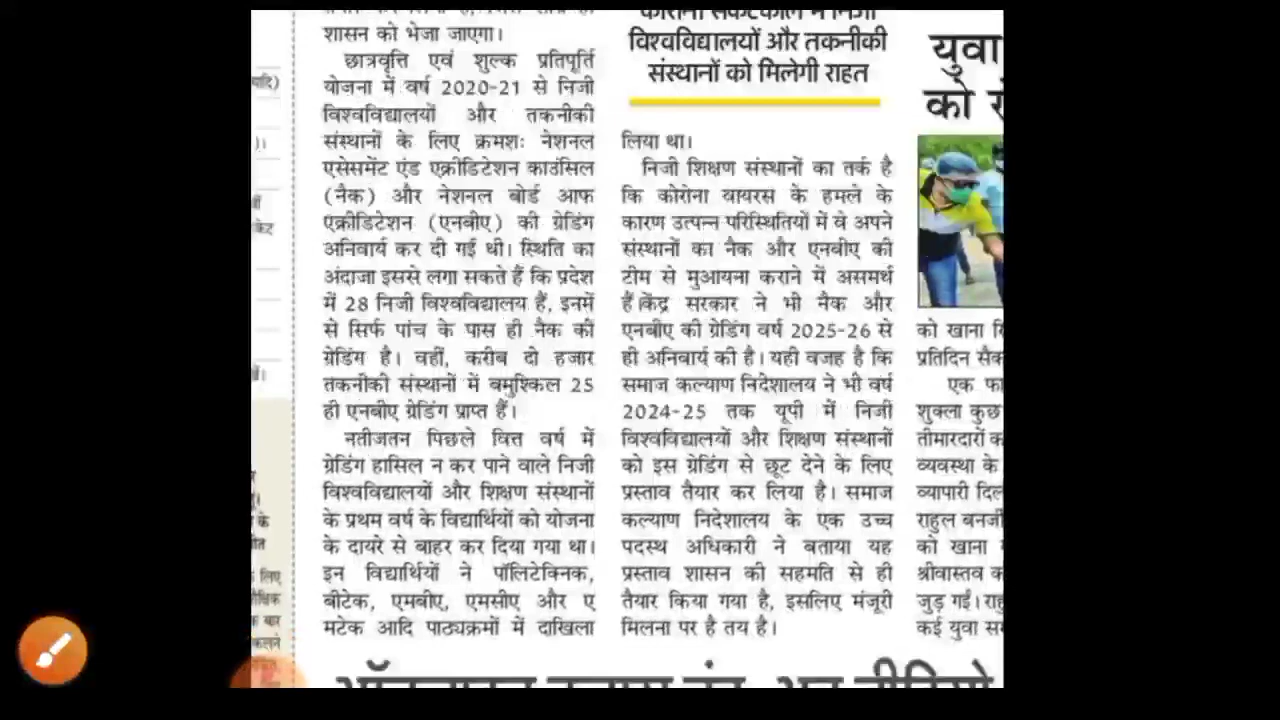 शासन को भेजा जाएगा।
छात्रवृत्ति एवं शुल्क प्रतिपूर्ति
योजना में वर्ष 2020-21 से निजी
विश्वविद्यालयों और तकनीकी
संस्थानों के लिए क्रमशः नेशनल
एसेसमेंट एंड एक्रीडिटेशन काउंसिल
(नैक) और नेशनल बोर्ड आफ
एक्रीडिटेशन (एनबीए) की ग्रेडिंग
अनिवार्य कर दी गई थी। स्थिति का
अंदाजा इससे लगा सकते हैं कि प्रदेश
में 28 निजी विश्वविद्यालय हैं, इनमें
से सिर्फ पांच के पास ही नैक की
ग्रेडिंग है। वहीं, करीब दो हजार
तकनीकी संस्थानों में बमुश्किल 25
ही एनबीए ग्रेडिंग प्राप्त हैं।
नतीजतन पिछले वित्त वर्ष में
ग्रेडिंग हासिल न कर पाने वाले निजी
विश्वविद्यालयों और शिक्षण संस्थानों
के प्रथम वर्ष के विद्यार्थियों को योजना
के दायरे से बाहर कर दिया गया था।
इन विद्यार्थियों ने पॉलिटेक्निक,
बीटेक, एमबीए, एमसीए और ए
मटेक आदि पाठ्यक्रमों में दाखिला
कोरोना संकटकाल में निजी
विश्वविद्यालयों और तकनीकी
संस्थानों को मिलेगी राहत
लिया था।
निजी शिक्षण संस्थानों का तर्क है
कि कोरोना वायरस के हमले के
कारण उत्पन्न परिस्थितियों में वे अपने
संस्थानों का नैक और एनबीए की
टीम से मुआयना कराने में असमर्थ
हैं।केंद्र सरकार ने भी नैक और
एनबीए की ग्रेडिंग वर्ष 2025-26 से
ही अनिवार्य की है। यही वजह है कि
समाज कल्याण निदेशालय ने भी वर्ष
2024-25 तक यूपी में निजी
विश्वविद्यालयों और शिक्षण संस्थानों
को इस ग्रेडिंग से छूट देने के लिए
प्रस्ताव तैयार कर लिया है। समाज
कल्याण निदेशालय के एक उच्च
पदस्थ अधिकारी ने बताया यह
प्रस्ताव शासन की सहमति से ही
तैयार किया गया है, इसलिए मंजूरी
मिलना पर है तय है।
युवा
को
को खाना
प्रतिदिन
एक
शुक्ला कुछ
तीमारदारों
व्यवस्था के
व्यापारी
राहुल बनर्जी
को खाना
श्रीवास्तव
जुड़ गईं।
कई युवा